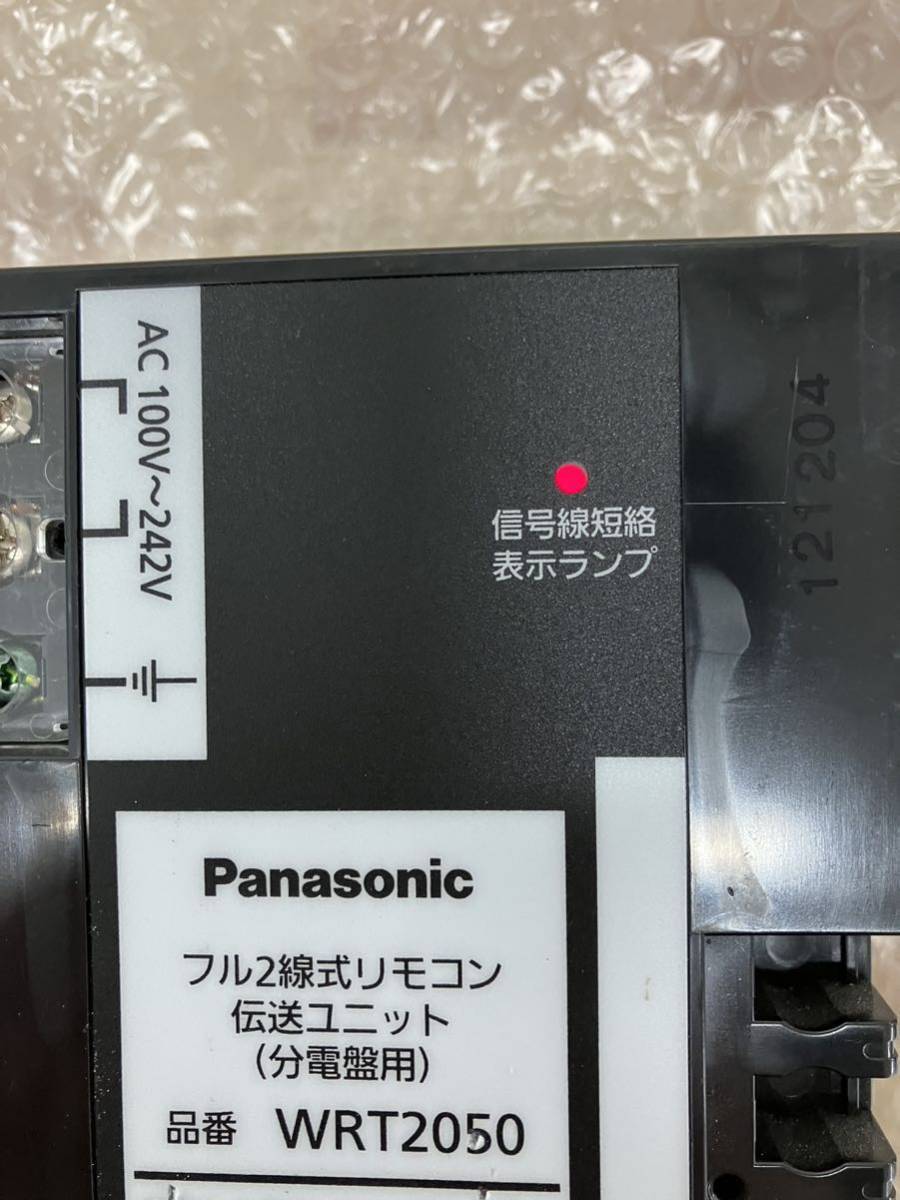 AC 100V～242V
信号線短絡
表示ランプ
121204
Panasonic
フル2線式リモコン
伝送ユニット
(分電盤用)
品番 WRT2050